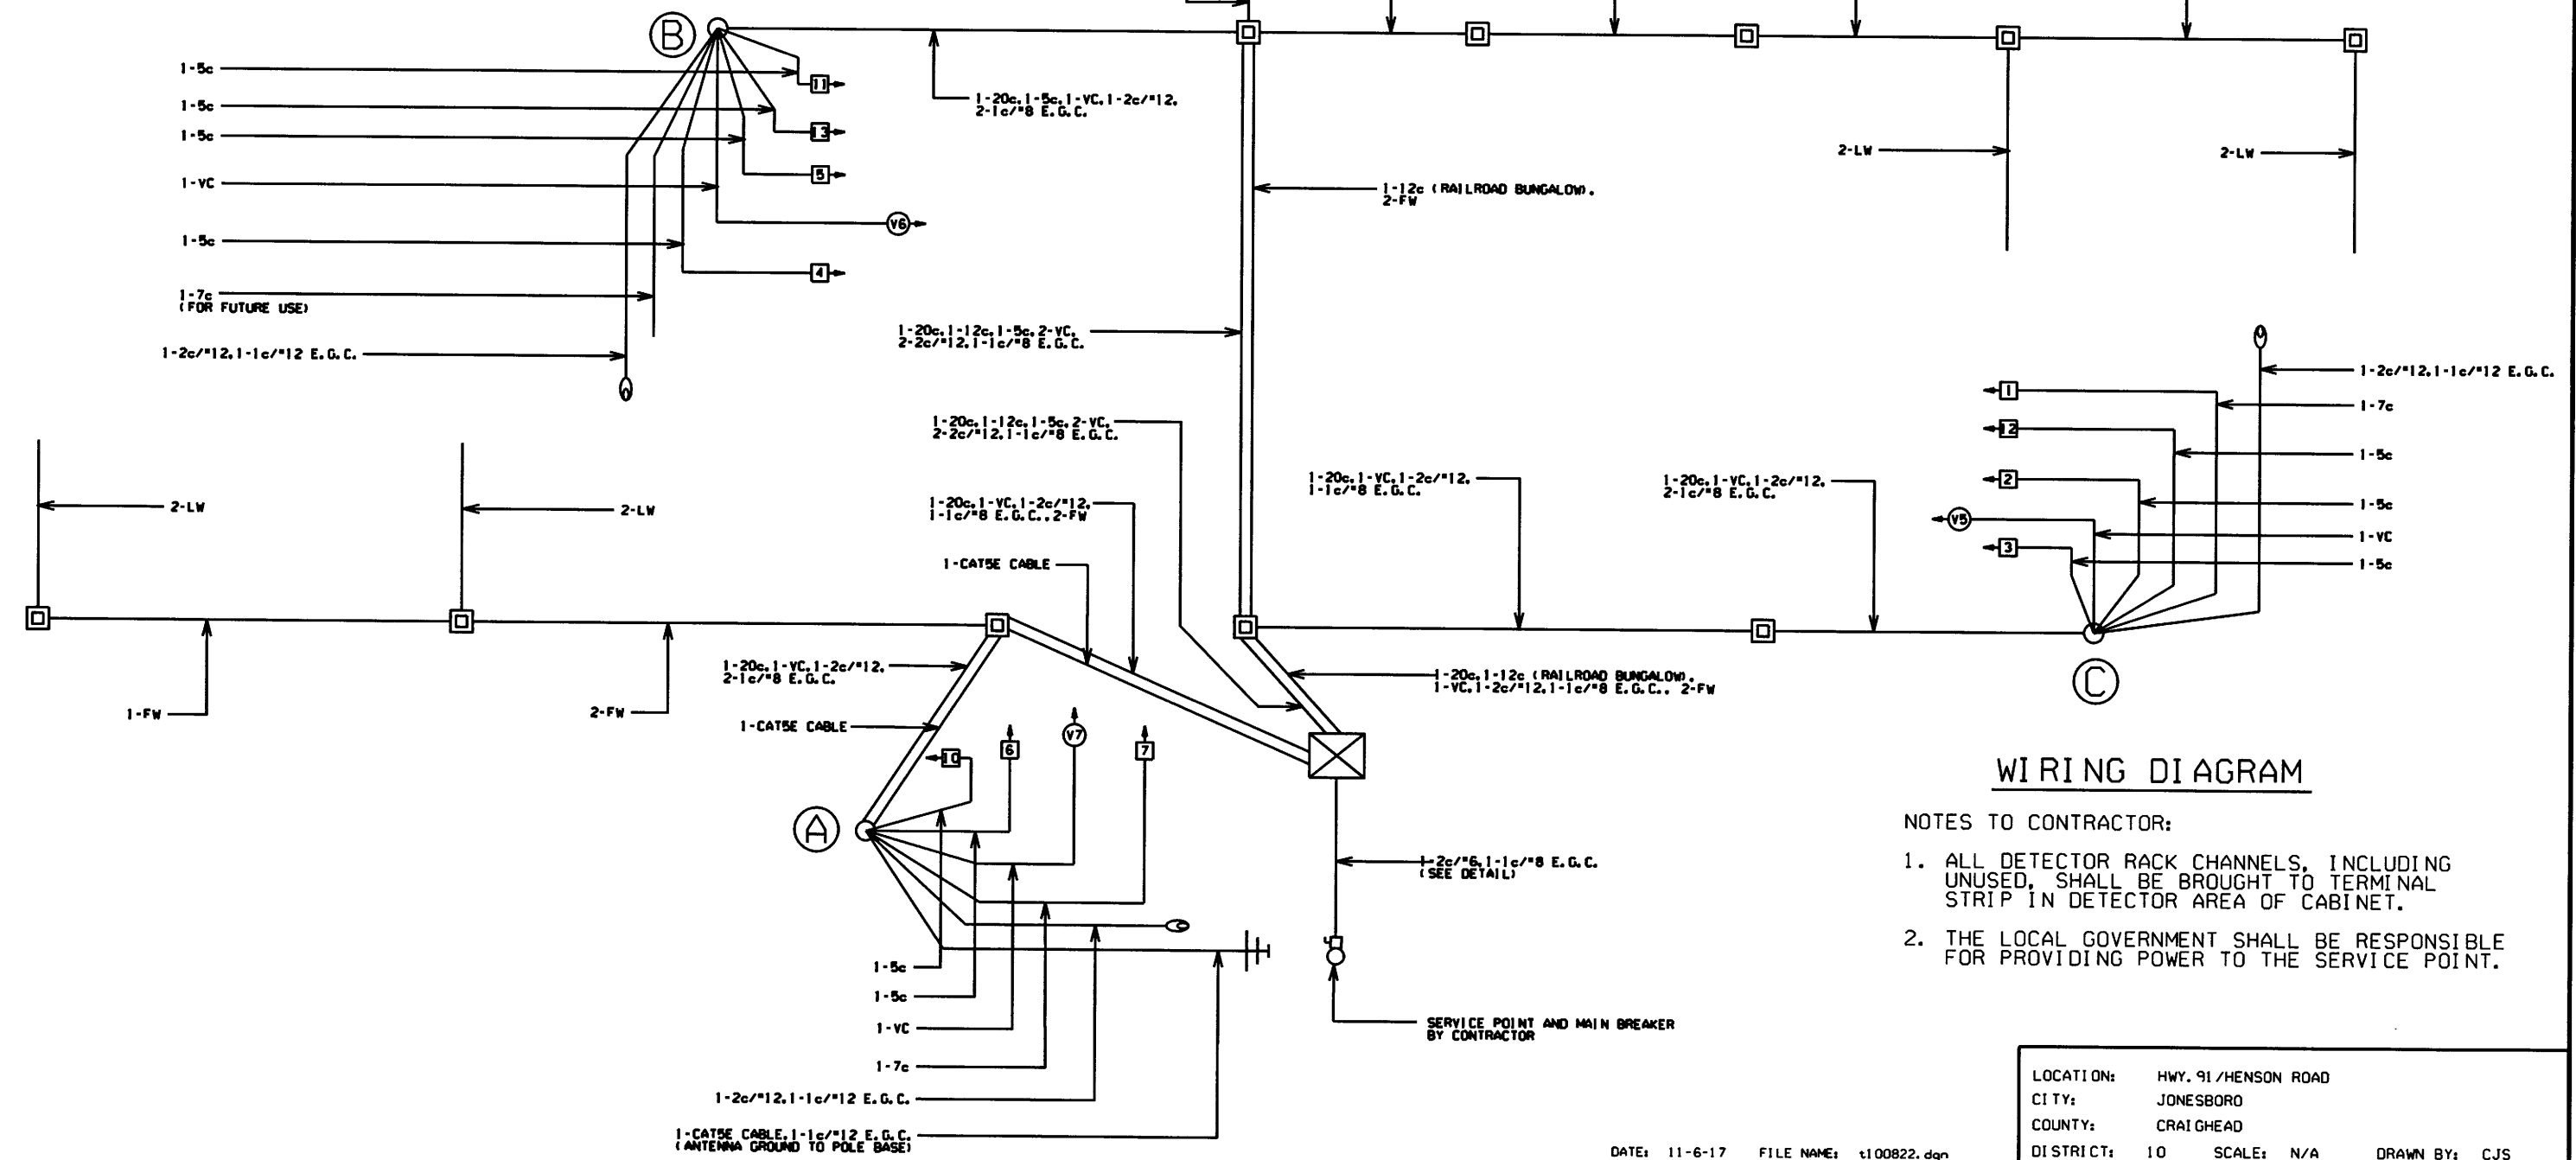 B
1-5c
11
1-5c
13
1-5c
5
1-VC
V6
1-5c
4
1-7c
(FOR FUTURE USE)
1-2c/#12,1-1c/#12 E.G.C.
1-20c,1-5c,1-VC,1-2c/#12,
2-1c/#8 E.G.C.
2-LW
2-LW
1-12c (RAILROAD BUNGALOW),
2-FW
1-20c,1-12c,1-5c,2-VC,
2-2c/#12,1-1c/#8 E.G.C.
1-20c,1-12c,1-5c,2-VC,
2-2c/#12,1-1c/#8 E.G.C.
1-20c,1-VC,1-2c/#12,
1-1c/#8 E.G.C.,2-FW
1-CAT5E CABLE
1-20c,1-VC,1-2c/#12,
1-1c/#8 E.G.C.
1-20c,1-VC,1-2c/#12,
2-1c/#8 E.G.C.
1-2c/#12,1-1c/#12 E.G.C.
1
1-7c
12
1-5c
2
1-5c
V5
1-VC
3
1-5c
C
2-LW
2-LW
1-FW
2-FW
1-20c,1-VC,1-2c/#12,
2-1c/#8 E.G.C.
1-CAT5E CABLE
1-20c,1-12c (RAILROAD BUNGALOW),
1-VC,1-2c/#12,1-1c/#8 E.G.C., 2-FW
10
6
V7
7
A
1-5c
1-5c
1-VC
1-7c
1-2c/#12,1-1c/#12 E.G.C.
1-CAT5E CABLE,1-1c/#12 E.G.C.
(ANTENNA GROUND TO POLE BASE)
1-2c/#6,1-1c/#8 E.G.C.
(SEE DETAIL)
SERVICE POINT AND MAIN BREAKER
BY CONTRACTOR
WIRING DIAGRAM
NOTES TO CONTRACTOR:
1. ALL DETECTOR RACK CHANNELS, INCLUDING
UNUSED, SHALL BE BROUGHT TO TERMINAL
STRIP IN DETECTOR AREA OF CABINET.
2. THE LOCAL GOVERNMENT SHALL BE RESPONSIBLE
FOR PROVIDING POWER TO THE SERVICE POINT.
LOCATION: HWY. 91/HENSON ROAD
CITY: JONESBORO
COUNTY: CRAIGHEAD
DISTRICT: 10 SCALE: N/A DRAWN BY: CJS
DATE: 11-6-17 FILE NAME: t100822.dgn